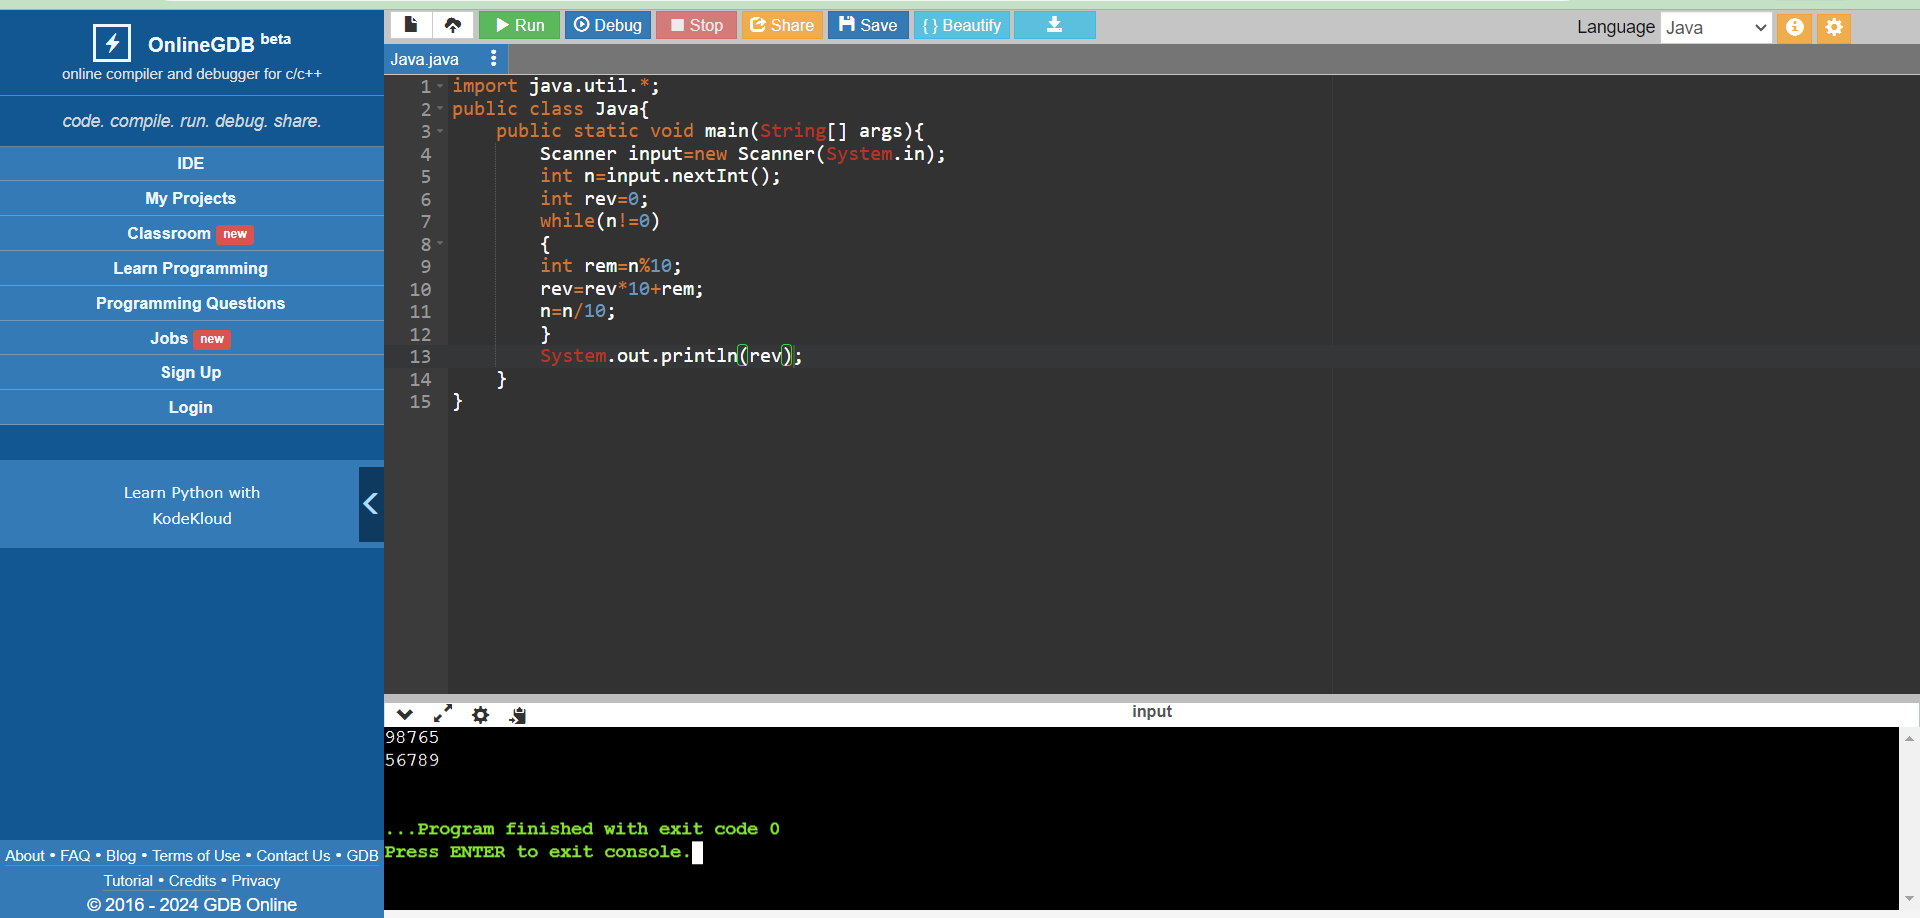 OnlineGDB beta
online compiler and debugger for c/c++
code. compile. run. debug. share.
IDE
My Projects
Classroom new
Learn Programming
Programming Questions
Jobs new
Sign Up
Login
Learn Python with
KodeKloud
About • FAQ • Blog • Terms of Use • Contact Us • GDB
Tutorial • Credits • Privacy
© 2016 - 2024 GDB Online
Run Debug Stop Share Save { } Beautify
Language Java
Java.java
1 import java.util.*;
2 public class Java{
3 public static void main(String[] args){
4 Scanner input=new Scanner(System.in);
5 int n=input.nextInt();
6 int rev=0;
7 while(n!=0)
8 {
9 int rem=n%10;
10 rev=rev*10+rem;
11 n=n/10;
12 }
13 System.out.println(rev);
14 }
15 }
input
98765
56789
...Program finished with exit code 0
Press ENTER to exit console.